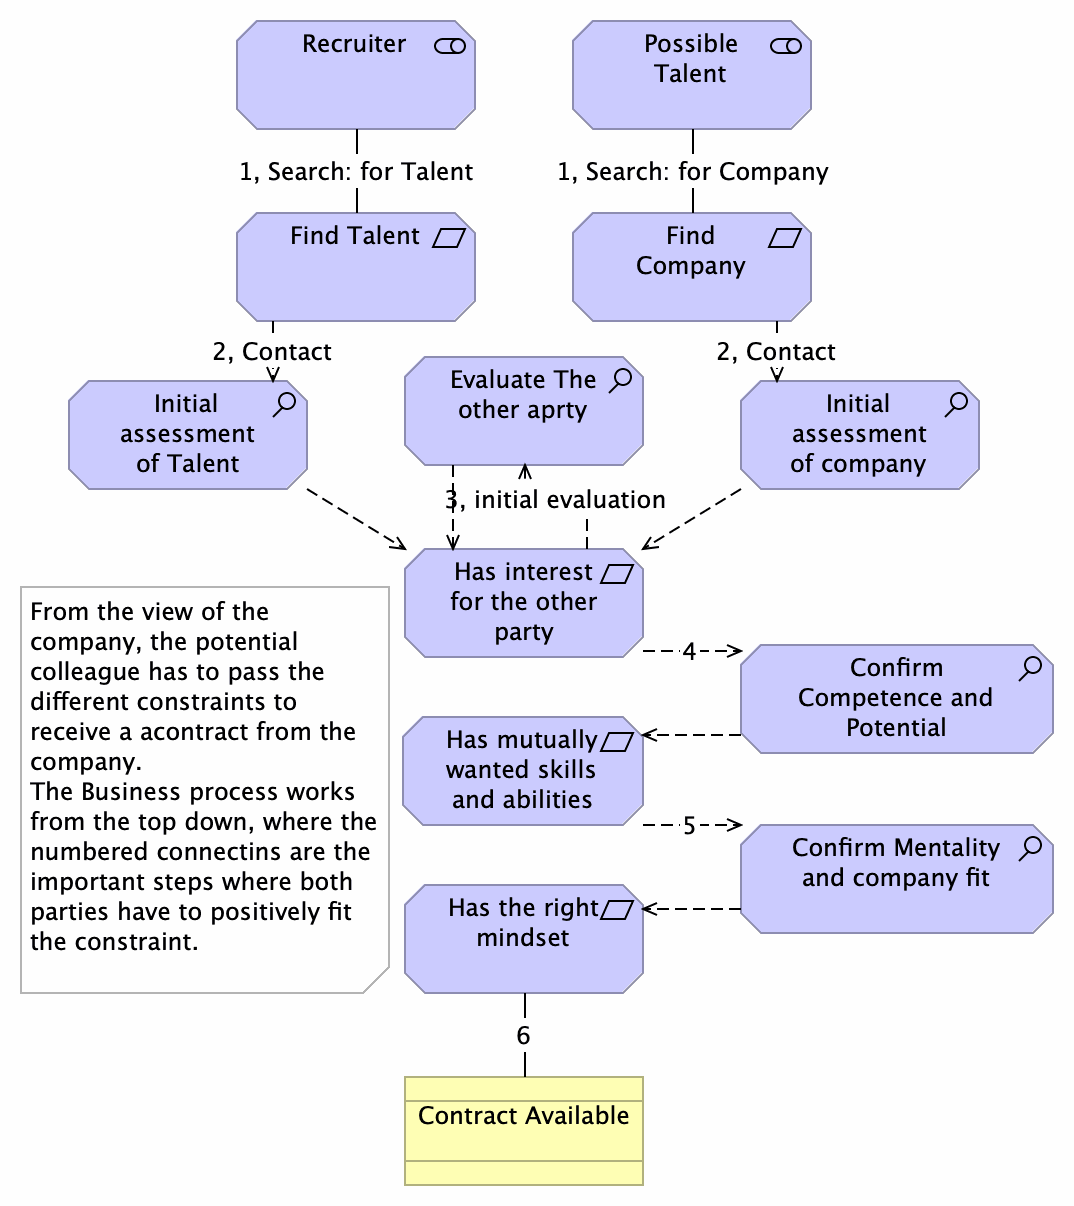 Recruiter
Possible
Talent
1, Search: for Talent
1, Search: for Company
Find Talent
Find
Company
2, Contact
2, Contact
Evaluate The
other aprty
Initial
assessment
of Talent
Initial
assessment
of company
3, initial evaluation
Has interest
for the other
party
From the view of the
company, the potential
colleague has to pass the
different constraints to
receive a acontract from the
company.
The Business process works
from the top down, where the
numbered connectins are the
important steps where both
parties have to positively fit
the constraint.
4
Confirm
Competence and
Potential
Has mutually
wanted skills
and abilities
5
Confirm Mentality
and company fit
Has the right
mindset
6
Contract Available